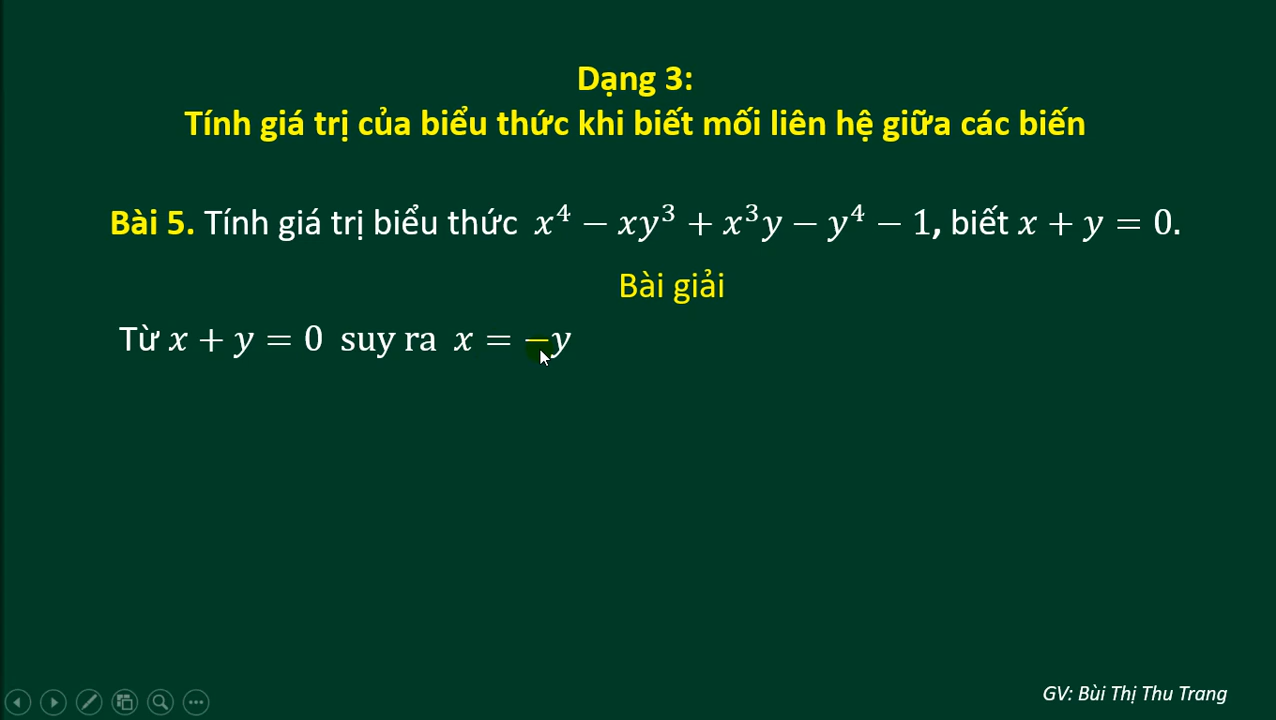 Dạng 3:
Tính giá trị của biểu thức khi biết mối liên hệ giữa các biến
Bài 5. Tính giá trị biểu thức x⁴ − xy³ + x³y − y⁴ − 1, biết x + y = 0.
Bài giải
Từ x + y = 0 suy ra x = −y
GV: Bùi Thị Thu Trang